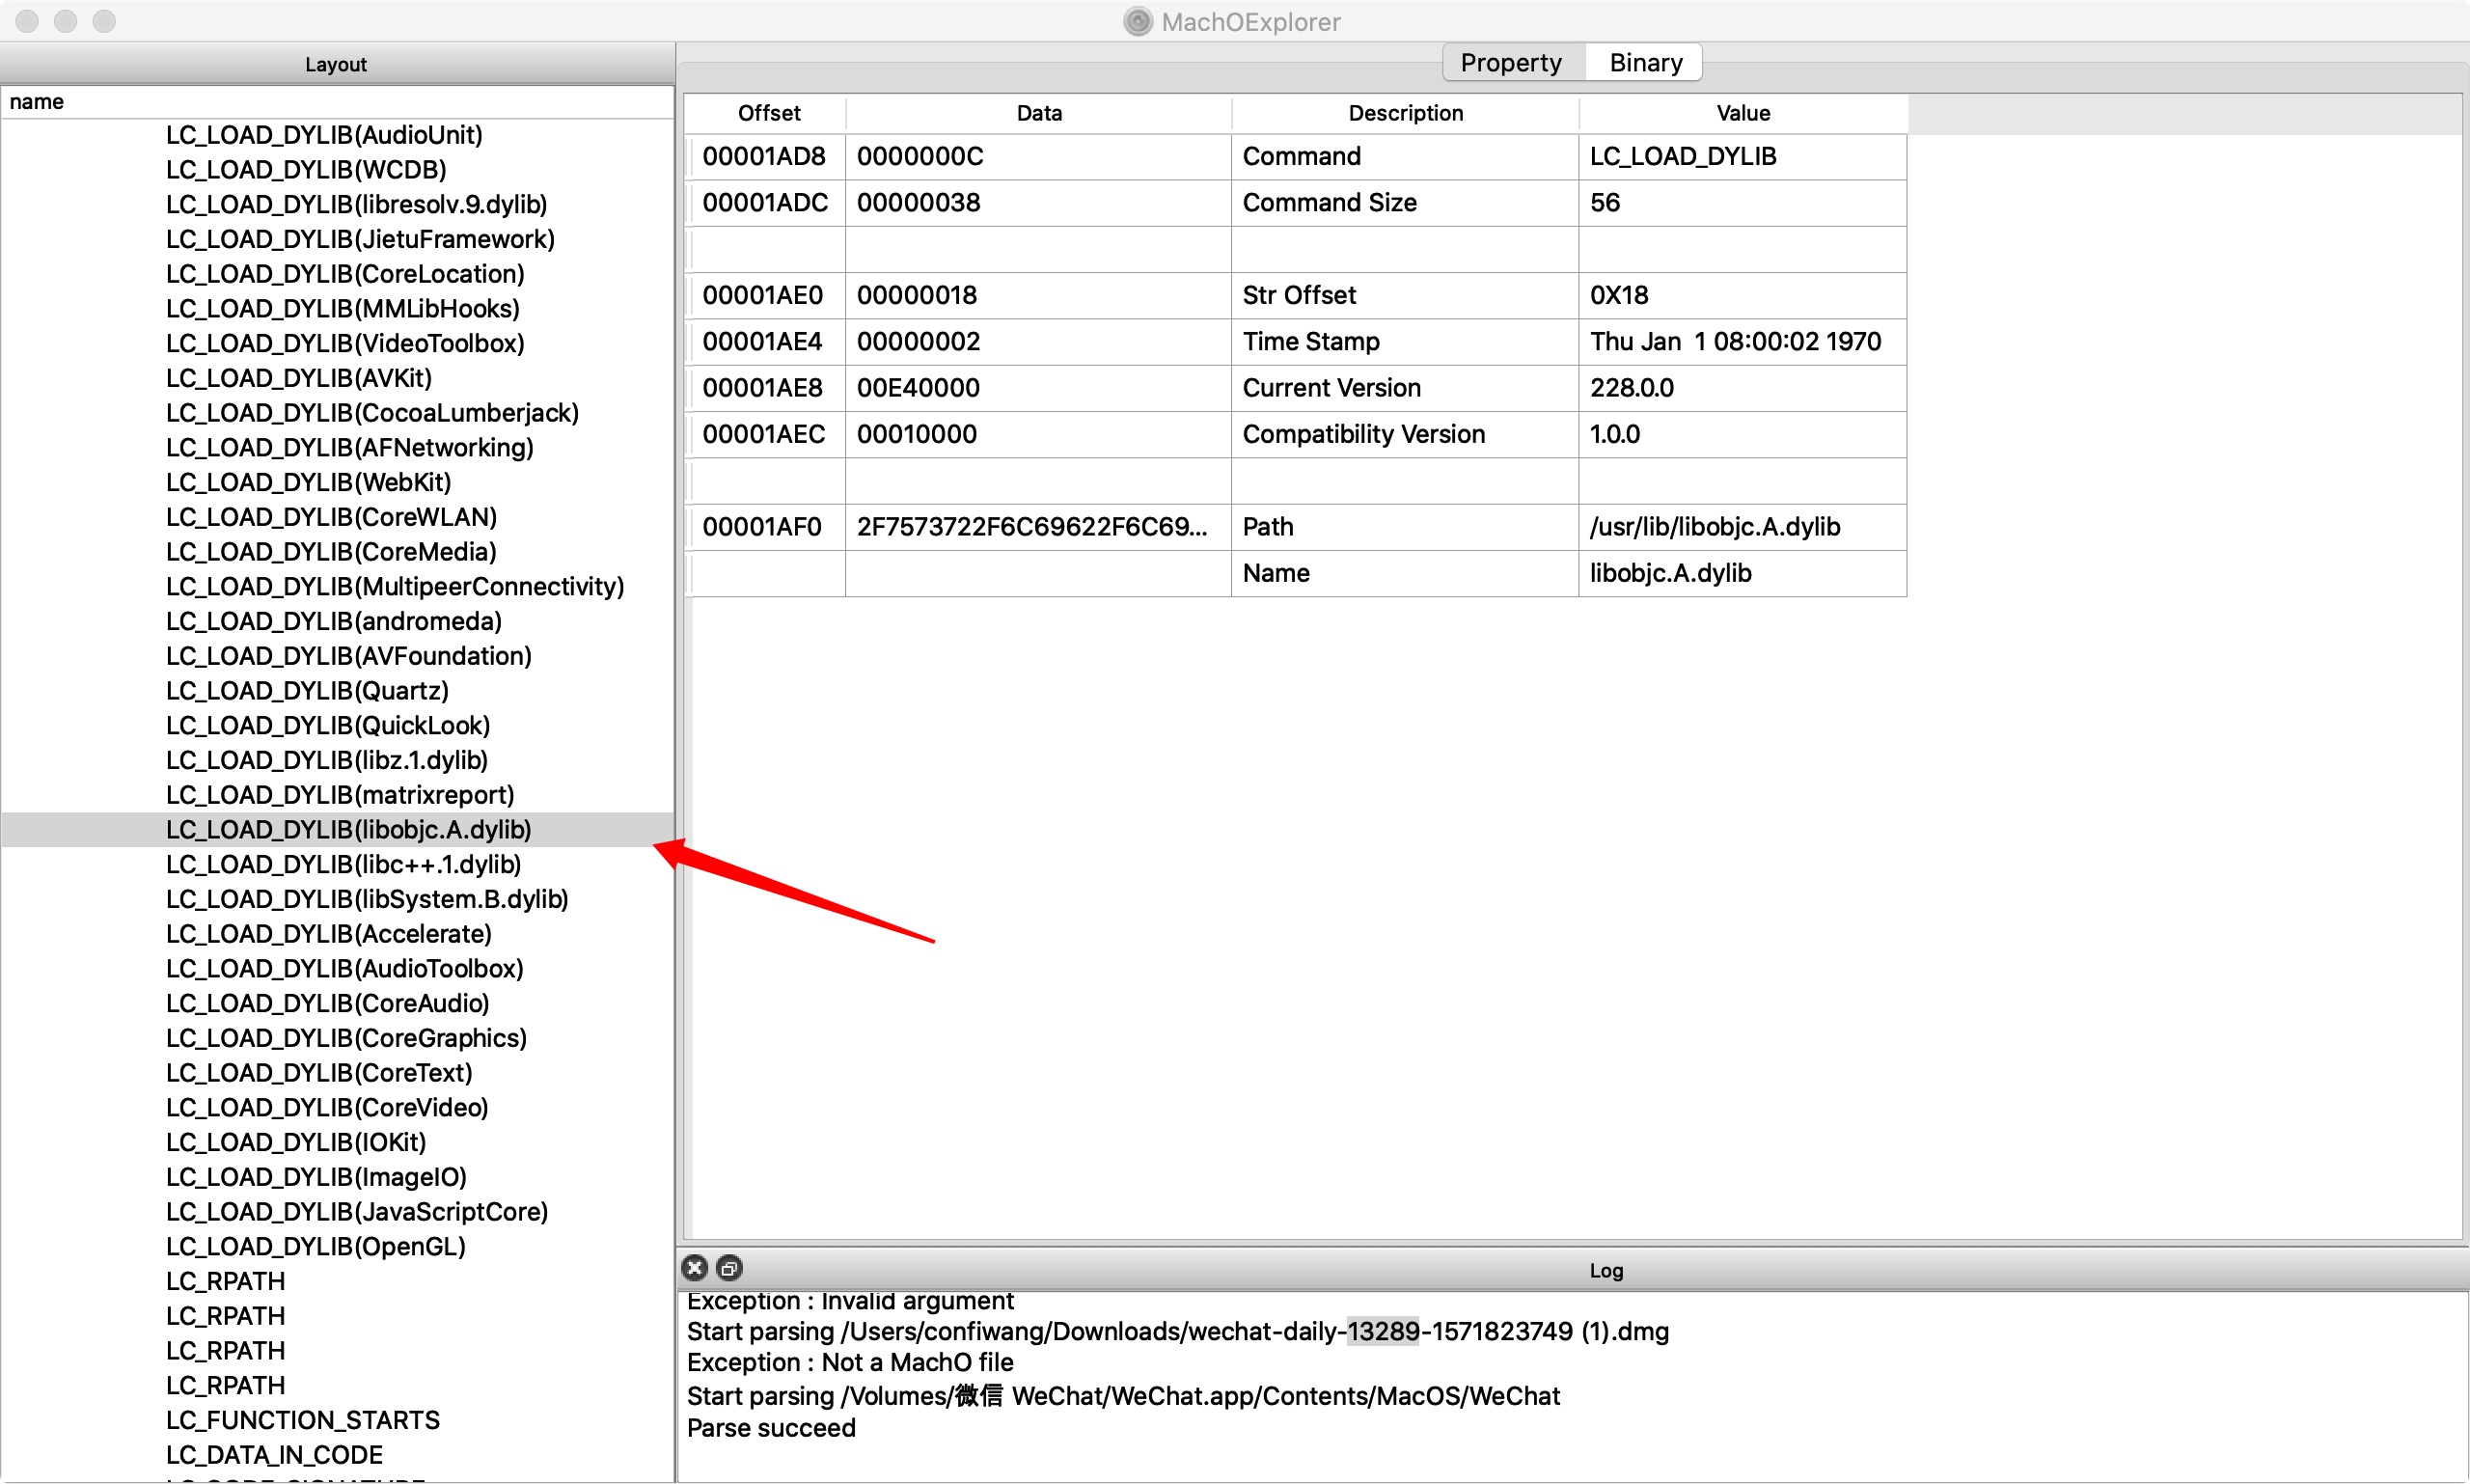 MachOExplorer
Layout
name
LC_LOAD_DYLIB(AudioUnit)
LC_LOAD_DYLIB(WCDB)
LC_LOAD_DYLIB(libresolv.9.dylib)
LC_LOAD_DYLIB(JietuFramework)
LC_LOAD_DYLIB(CoreLocation)
LC_LOAD_DYLIB(MMLibHooks)
LC_LOAD_DYLIB(VideoToolbox)
LC_LOAD_DYLIB(AVKit)
LC_LOAD_DYLIB(CocoaLumberjack)
LC_LOAD_DYLIB(AFNetworking)
LC_LOAD_DYLIB(WebKit)
LC_LOAD_DYLIB(CoreWLAN)
LC_LOAD_DYLIB(CoreMedia)
LC_LOAD_DYLIB(MultipeerConnectivity)
LC_LOAD_DYLIB(andromeda)
LC_LOAD_DYLIB(AVFoundation)
LC_LOAD_DYLIB(Quartz)
LC_LOAD_DYLIB(QuickLook)
LC_LOAD_DYLIB(libz.1.dylib)
LC_LOAD_DYLIB(matrixreport)
LC_LOAD_DYLIB(libobjc.A.dylib)
LC_LOAD_DYLIB(libc++.1.dylib)
LC_LOAD_DYLIB(libSystem.B.dylib)
LC_LOAD_DYLIB(Accelerate)
LC_LOAD_DYLIB(AudioToolbox)
LC_LOAD_DYLIB(CoreAudio)
LC_LOAD_DYLIB(CoreGraphics)
LC_LOAD_DYLIB(CoreText)
LC_LOAD_DYLIB(CoreVideo)
LC_LOAD_DYLIB(IOKit)
LC_LOAD_DYLIB(ImageIO)
LC_LOAD_DYLIB(JavaScriptCore)
LC_LOAD_DYLIB(OpenGL)
LC_RPATH
LC_RPATH
LC_RPATH
LC_RPATH
LC_FUNCTION_STARTS
LC_DATA_IN_CODE
LC_CODE_SIGNATURE
Property Binary
Offset Data Description Value
00001AD8 0000000C Command LC_LOAD_DYLIB
00001ADC 00000038 Command Size 56
00001AE0 00000018 Str Offset 0X18
00001AE4 00000002 Time Stamp Thu Jan  1 08:00:02 1970
00001AE8 00E40000 Current Version 228.0.0
00001AEC 00010000 Compatibility Version 1.0.0
00001AF0 2F7573722F6C69622F6C69... Path /usr/lib/libobjc.A.dylib
Name libobjc.A.dylib
Log
Exception : Invalid argument
Start parsing /Users/confiwang/Downloads/wechat-daily-13289-1571823749 (1).dmg
Exception : Not a MachO file
Start parsing /Volumes/微信 WeChat/WeChat.app/Contents/MacOS/WeChat
Parse succeed